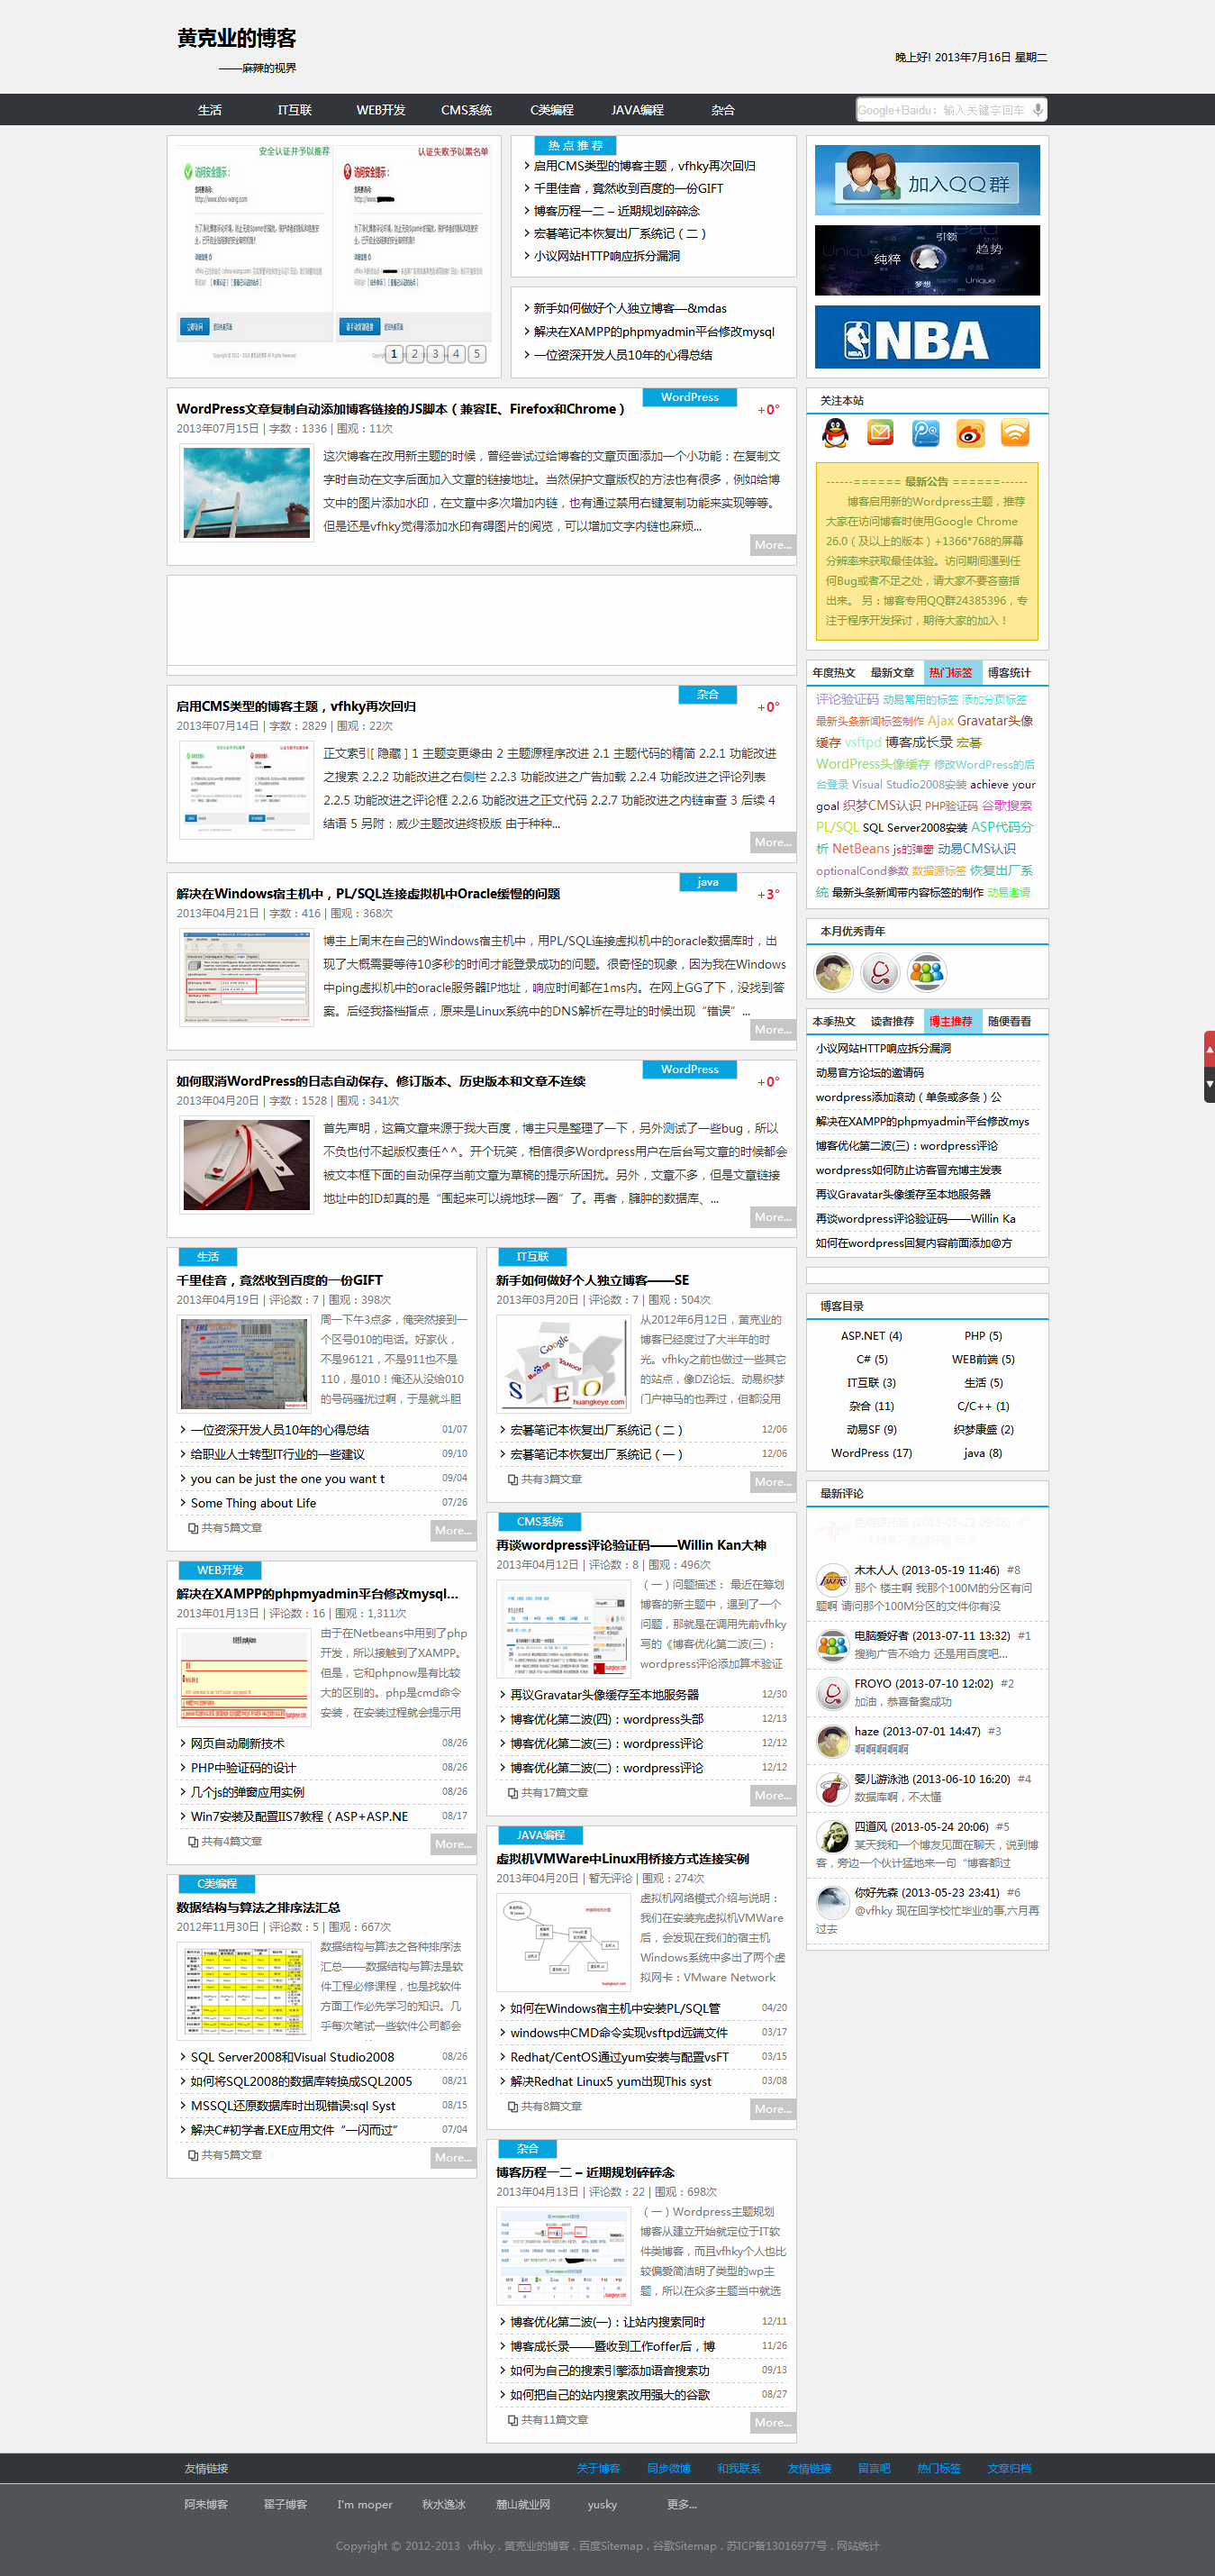 黄克业的博客
——麻辣的视界
晚上好! 2013年7月16日 星期二
生活 IT互联 WEB开发 CMS系统 C类编程 JAVA编程 杂合
Google+Baidu：输入关键字回车
安全认证并予以推荐 认证失败予以黑名单
访问安全提示：
访问安全提示：
1 2 3 4 5
热 点 推 荐
启用CMS类型的博客主题，vfhky再次回归
千里佳音，竟然收到百度的一份GIFT
博客历程一二 – 近期规划碎碎念
宏碁笔记本恢复出厂系统记（二）
小议网站HTTP响应拆分漏洞
新手如何做好个人独立博客—&mdas
解决在XAMPP的phpmyadmin平台修改mysql
一位资深开发人员10年的心得总结
加入QQ群
引领
趋势
纯粹
梦想
Unique
NBA
WordPress
WordPress文章复制自动添加博客链接的JS脚本（兼容IE、Firefox和Chrome）
+0°
2013年07月15日 | 字数：1336 | 围观：11次
这次博客在改用新主题的时候，曾经尝试过给博客的文章页面添加一个小功能：在复制文
字时自动在文字后面加入文章的链接地址。当然保护文章版权的方法也有很多，例如给博
文中的图片添加水印，在文章中多次增加内链，也有通过禁用右键复制功能来实现等等。
但是还是vfhky觉得添加水印有碍图片的阅览，可以增加文字内链也麻烦...
More...
杂合
启用CMS类型的博客主题，vfhky再次回归
+0°
2013年07月14日 | 字数：2829 | 围观：22次
正文索引[ 隐藏 ] 1 主题变更缘由 2 主题源程序改进 2.1 主题代码的精简 2.2.1 功能改进
之搜索 2.2.2 功能改进之右侧栏 2.2.3 功能改进之广告加载 2.2.4 功能改进之评论列表
2.2.5 功能改进之评论框 2.2.6 功能改进之正文代码 2.2.7 功能改进之内链审查 3 后续 4
结语 5 另附：威少主题改进终极版 由于种种...
More...
java
解决在Windows宿主机中，PL/SQL连接虚拟机中Oracle缓慢的问题
+3°
2013年04月21日 | 字数：416 | 围观：368次
博主上周末在自己的Windows宿主机中，用PL/SQL连接虚拟机中的oracle数据库时，出
现了大概需要等待10多秒的时间才能登录成功的问题。很奇怪的现象，因为我在Windows
中ping虚拟机中的oracle服务器IP地址，响应时间都在1ms内。在网上GG了下，没找到答
案。后经我搭档指点，原来是Linux系统中的DNS解析在寻址的时候出现“错误”...
More...
WordPress
如何取消WordPress的日志自动保存、修订版本、历史版本和文章不连续
+0°
2013年04月20日 | 字数：1528 | 围观：341次
首先声明，这篇文章来源于我大百度，博主只是整理了一下，另外测试了一些bug，所以
不负也付不起版权责任^^。开个玩笑，相信很多Wordpress用户在后台写文章的时候都会
被文本框下面的自动保存当前文章为草稿的提示所困扰。另外，文章不多，但是文章链接
地址中的ID却真的是“围起来可以绕地球一圈”了。再者，臃肿的数据库、...
More...
生活
千里佳音，竟然收到百度的一份GIFT
2013年04月19日 | 评论数：7 | 围观：398次
周一下午3点多，俺突然接到一
个区号010的电话。好家伙，
不是96121，不是911也不是
110，是010！俺还从没给010
的号码骚扰过啊，于是就斗胆
一位资深开发人员10年的心得总结 01/07
给职业人士转型IT行业的一些建议 09/10
you can be just the one you want t 09/04
Some Thing about Life 07/26
共有5篇文章
More...
WEB开发
解决在XAMPP的phpmyadmin平台修改mysql...
2013年01月13日 | 评论数：16 | 围观：1,311次
由于在Netbeans中用到了php
开发，所以接触到了XAMPP。
但是，它和phpnow是有比较
大的区别的。php是cmd命令
安装，在安装过程就会提示用
网页自动刷新技术 08/26
PHP中验证码的设计 08/26
几个js的弹窗应用实例 08/26
Win7安装及配置IIS7教程（ASP+ASP.NE 08/17
共有4篇文章
More...
C类编程
数据结构与算法之排序法汇总
2012年11月30日 | 评论数：5 | 围观：667次
数据结构与算法之各种排序法
汇总——数据结构与算法是软
件工程必修课程，也是找软件
方面工作必先学习的知识。几
乎每次笔试一些软件公司都会
SQL Server2008和Visual Studio2008 08/26
如何将SQL2008的数据库转换成SQL2005 08/21
MSSQL还原数据库时出现错误:sql Syst 08/15
解决C#初学者.EXE应用文件“一闪而过” 07/04
共有5篇文章
More...
IT互联
新手如何做好个人独立博客——SE
2013年03月20日 | 评论数：7 | 围观：504次
从2012年6月12日，黄克业的
博客已经度过了大半年的时
光。vfhky之前也做过一些其它
的站点，像DZ论坛、动易织梦
门户神马的也弄过，但都没用
宏碁笔记本恢复出厂系统记（二） 12/06
宏碁笔记本恢复出厂系统记（一） 12/06
共有3篇文章
More...
CMS系统
再谈wordpress评论验证码——Willin Kan大神
2013年04月12日 | 评论数：8 | 围观：496次
（一）问题描述： 最近在筹划
博客的新主题中，遇到了一个
问题，那就是在调用先前vfhky
写的《博客优化第二波(三)：
wordpress评论添加算术验证
再议Gravatar头像缓存至本地服务器 12/30
博客优化第二波(四)：wordpress头部 12/13
博客优化第二波(三)：wordpress评论 12/12
博客优化第二波(二)：wordpress评论 12/12
共有17篇文章
More...
JAVA编程
虚拟机VMWare中Linux用桥接方式连接实例
2013年04月20日 | 暂无评论 | 围观：274次
虚拟机网络模式介绍与说明：
我们在安装完虚拟机VMWare
后，会发现在我们的宿主机
Windows系统中多出了两个虚
拟网卡：VMware Network
如何在Windows宿主机中安装PL/SQL管 04/20
windows中CMD命令实现vsftpd远端文件 03/17
Redhat/CentOS通过yum安装与配置vsFT 03/15
解决Redhat Linux5 yum出现This syst 03/08
共有8篇文章
More...
杂合
博客历程一二 – 近期规划碎碎念
2013年04月13日 | 评论数：22 | 围观：698次
（一）Wordpress主题规划
博客从建立开始就定位于IT软
件类博客，而且vfhky个人也比
较偏爱简洁明了类型的wp主
题，所以在众多主题当中就选
博客优化第二波(一)：让站内搜索同时 12/11
博客成长录——暨收到工作offer后，博 11/26
如何为自己的搜索引擎添加语音搜索功 09/13
如何把自己的站内搜索改用强大的谷歌 08/27
共有11篇文章
More...
关注本站
------====== 最新公告 ======------
博客启用新的Wordpress主题，推荐
大家在访问博客时使用Google Chrome
26.0（及以上的版本）+1366*768的屏幕
分辨率来获取最佳体验。访问期间遇到任
何Bug或者不足之处，请大家不要吝啬指
出来。 另：博客专用QQ群24385396，专
注于程序开发探讨，期待大家的加入！
年度热文 最新文章 热门标签 博客统计
评论验证码 动易常用的标签 添加分页标签
最新头条新闻标签制作 Ajax Gravatar头像
缓存 vsftpd 博客成长录 宏碁
WordPress头像缓存 修改WordPress的后
台登录 Visual Studio2008安装 achieve your
goal 织梦CMS认识 PHP验证码 谷歌搜索
PL/SQL SQL Server2008安装 ASP代码分
析 NetBeans js的弹窗 动易CMS认识
optionalCond参数 数据源标签 恢复出厂系
统 最新头条新闻带内容标签的制作 动易邀请
本月优秀青年
本季热文 读者推荐 博主推荐 随便看看
小议网站HTTP响应拆分漏洞
动易官方论坛的邀请码
wordpress添加滚动（单条或多条）公
解决在XAMPP的phpmyadmin平台修改mys
博客优化第二波(三)：wordpress评论
wordpress如何防止访客冒充博主发表
再议Gravatar头像缓存至本地服务器
再谈wordpress评论验证码——Willin Ka
如何在wordpress回复内容前面添加@方
博客目录
ASP.NET (4) PHP (5)
C# (5) WEB前端 (5)
IT互联 (3) 生活 (5)
杂合 (11) C/C++ (1)
动易SF (9) 织梦康盛 (2)
WordPress (17) java (8)
最新评论
木木人人 (2013-05-19 11:46) #8
那个 楼主啊 我那个100M的分区有问
题啊 请问那个100M分区的文件你有没
电脑爱好者 (2013-07-11 13:32) #1
搜狗广告不给力 还是用百度吧...
FROYO (2013-07-10 12:02) #2
加油，恭喜备案成功
haze (2013-07-01 14:47) #3
啊啊啊啊啊
婴儿游泳池 (2013-06-10 16:20) #4
数据库啊，不太懂
四道风 (2013-05-24 20:06) #5
某天我和一个博友见面在聊天，说到博
客，旁边一个伙计猛地来一句“博客都过
你好先森 (2013-05-23 23:41) #6
@vfhky 现在回学校忙毕业的事,六月再
过去
友情链接
关于博客 同步微博 和我联系 友情链接 留言吧 热门标签 文章归档
阿来博客 翟子博客 I'm moper 秋水逸冰 麓山就业网 yusky 更多...
Copyright © 2012-2013 vfhky . 黄克业的博客 . 百度Sitemap . 谷歌Sitemap . 苏ICP备13016977号 . 网站统计